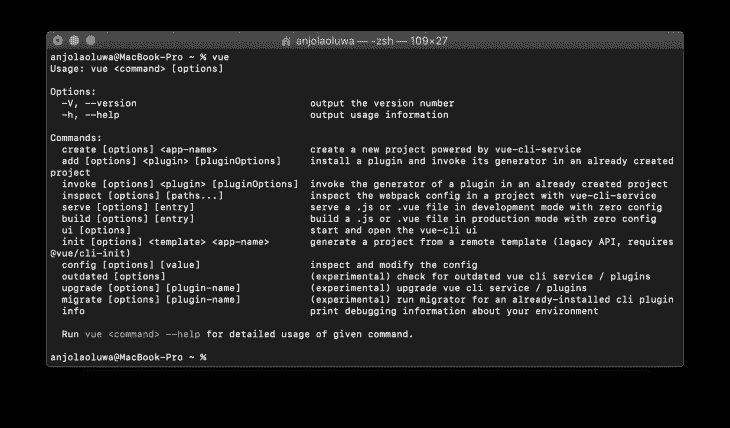 anjolaoluwa — -zsh — 109×27
anjolaoluwa@MacBook-Pro ~ % vue
Usage: vue <command> [options]
Options:
-V, --version output the version number
-h, --help output usage information
Commands:
create [options] <app-name> create a new project powered by vue-cli-service
add [options] <plugin> [pluginOptions] install a plugin and invoke its generator in an already created
project
invoke [options] <plugin> [pluginOptions] invoke the generator of a plugin in an already created project
inspect [options] [paths...] inspect the webpack config in a project with vue-cli-service
serve [options] [entry] serve a .js or .vue file in development mode with zero config
build [options] [entry] build a .js or .vue file in production mode with zero config
ui [options] start and open the vue-cli ui
init [options] <template> <app-name> generate a project from a remote template (legacy API, requires
@vue/cli-init)
config [options] [value] inspect and modify the config
outdated [options] (experimental) check for outdated vue cli service / plugins
upgrade [options] [plugin-name] (experimental) upgrade vue cli service / plugins
migrate [options] [plugin-name] (experimental) run migrator for an already-installed cli plugin
info print debugging information about your environment
Run vue <command> --help for detailed usage of given command.
anjolaoluwa@MacBook-Pro ~ %